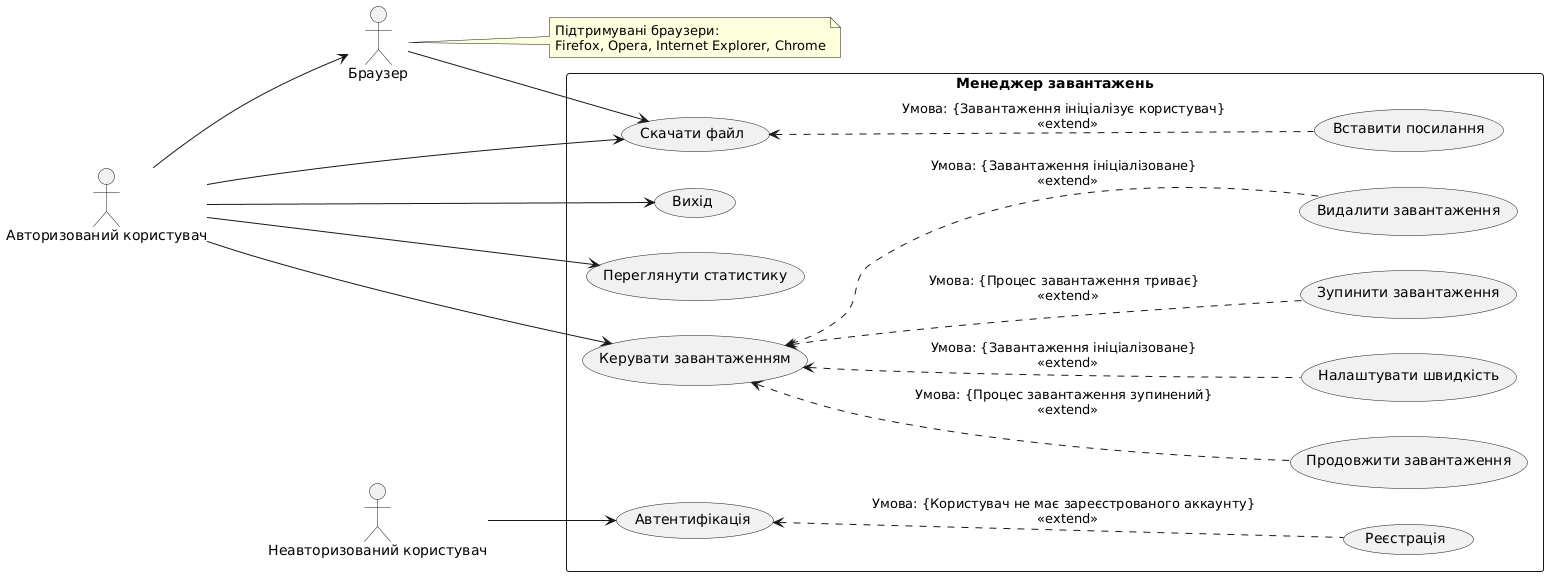 Підтримувані браузери:
Firefox, Opera, Internet Explorer, Chrome
Браузер
Менеджер завантажень
Умова: {Завантаження ініціалізує користувач}
«extend»
Скачати файл
Вставити посилання
Умова: {Завантаження ініціалізоване}
«extend»
Вихід
Видалити завантаження
Авторизований користувач
Переглянути статистику
Умова: {Процес завантаження триває}
«extend»
Зупинити завантаження
Керувати завантаженням
Умова: {Завантаження ініціалізоване}
«extend»
Налаштувати швидкість
Умова: {Процес завантаження зупинений}
«extend»
Продовжити завантаження
Умова: {Користувач не має зареєстрованого аккаунту}
«extend»
Автентифікація
Реєстрація
Неавторизований користувач